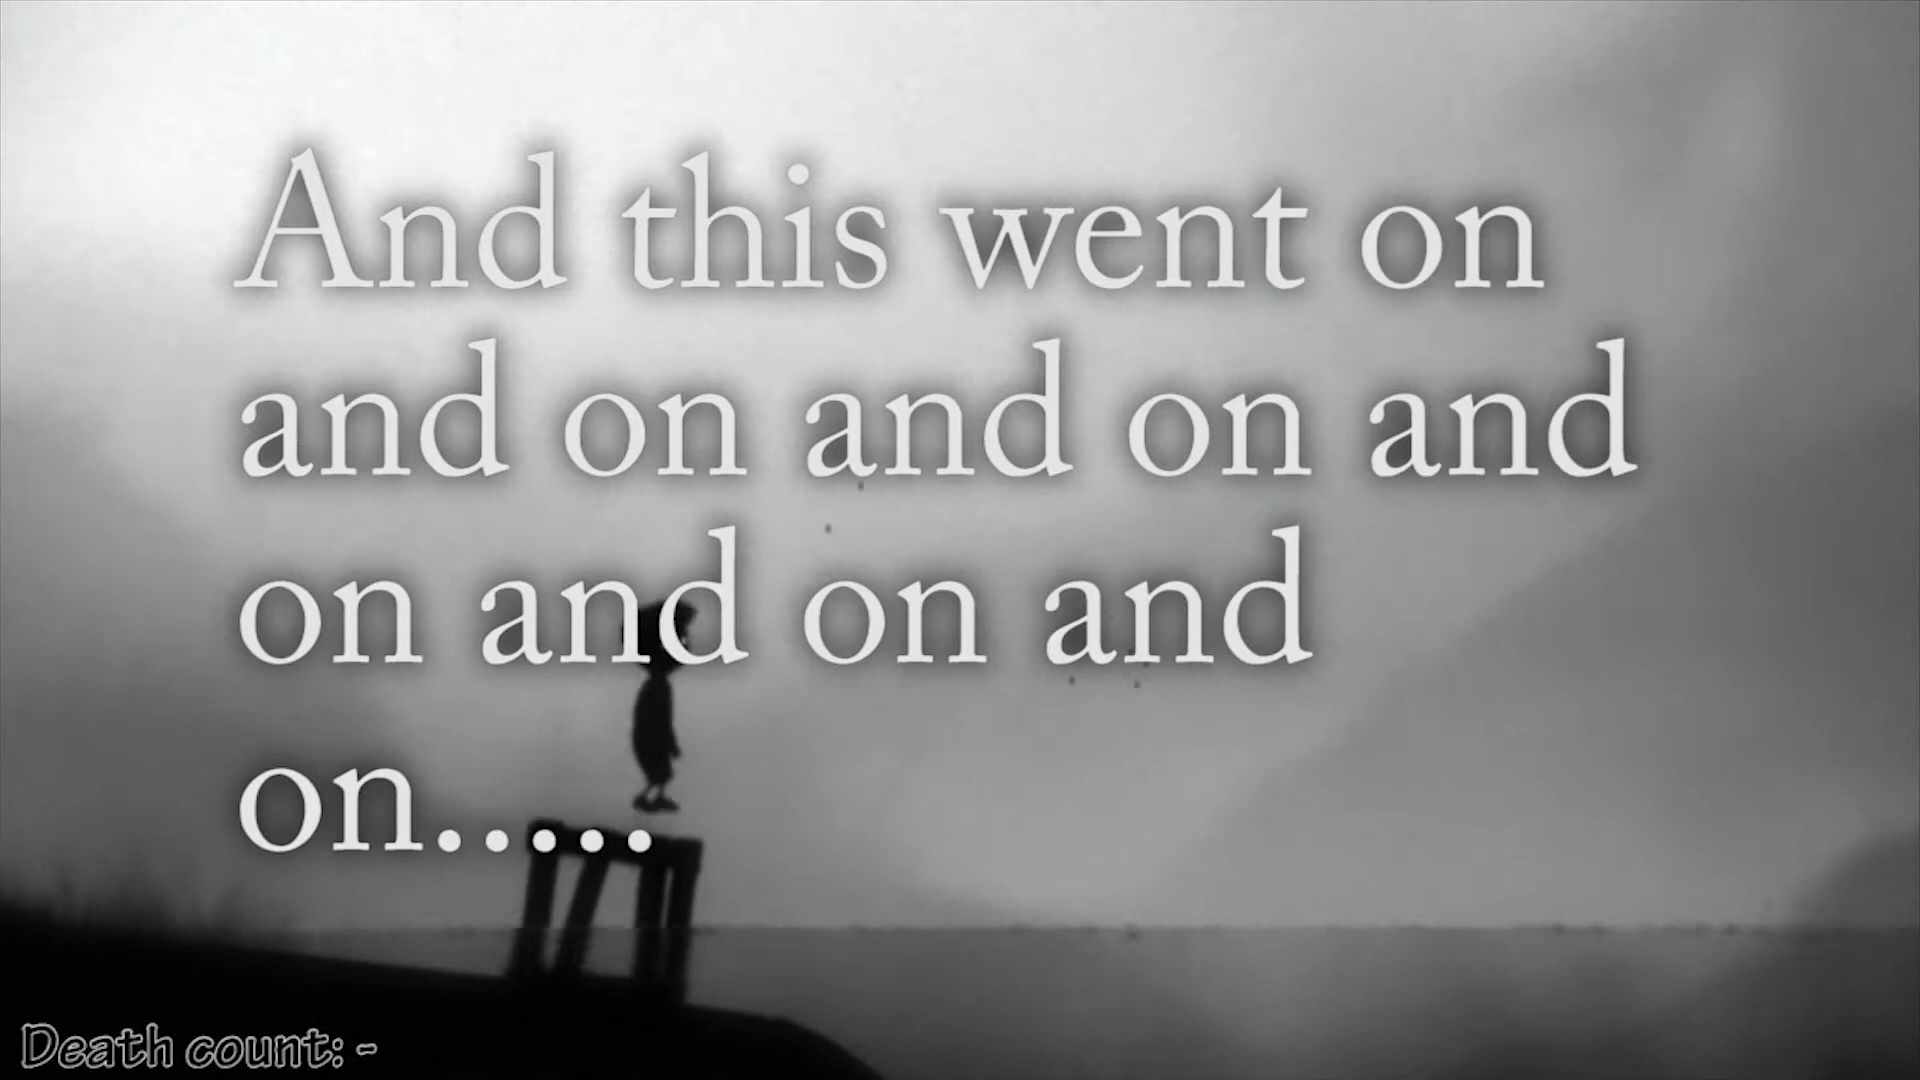 And this went on
and on and on and
on and on and
on.....
Death count: -